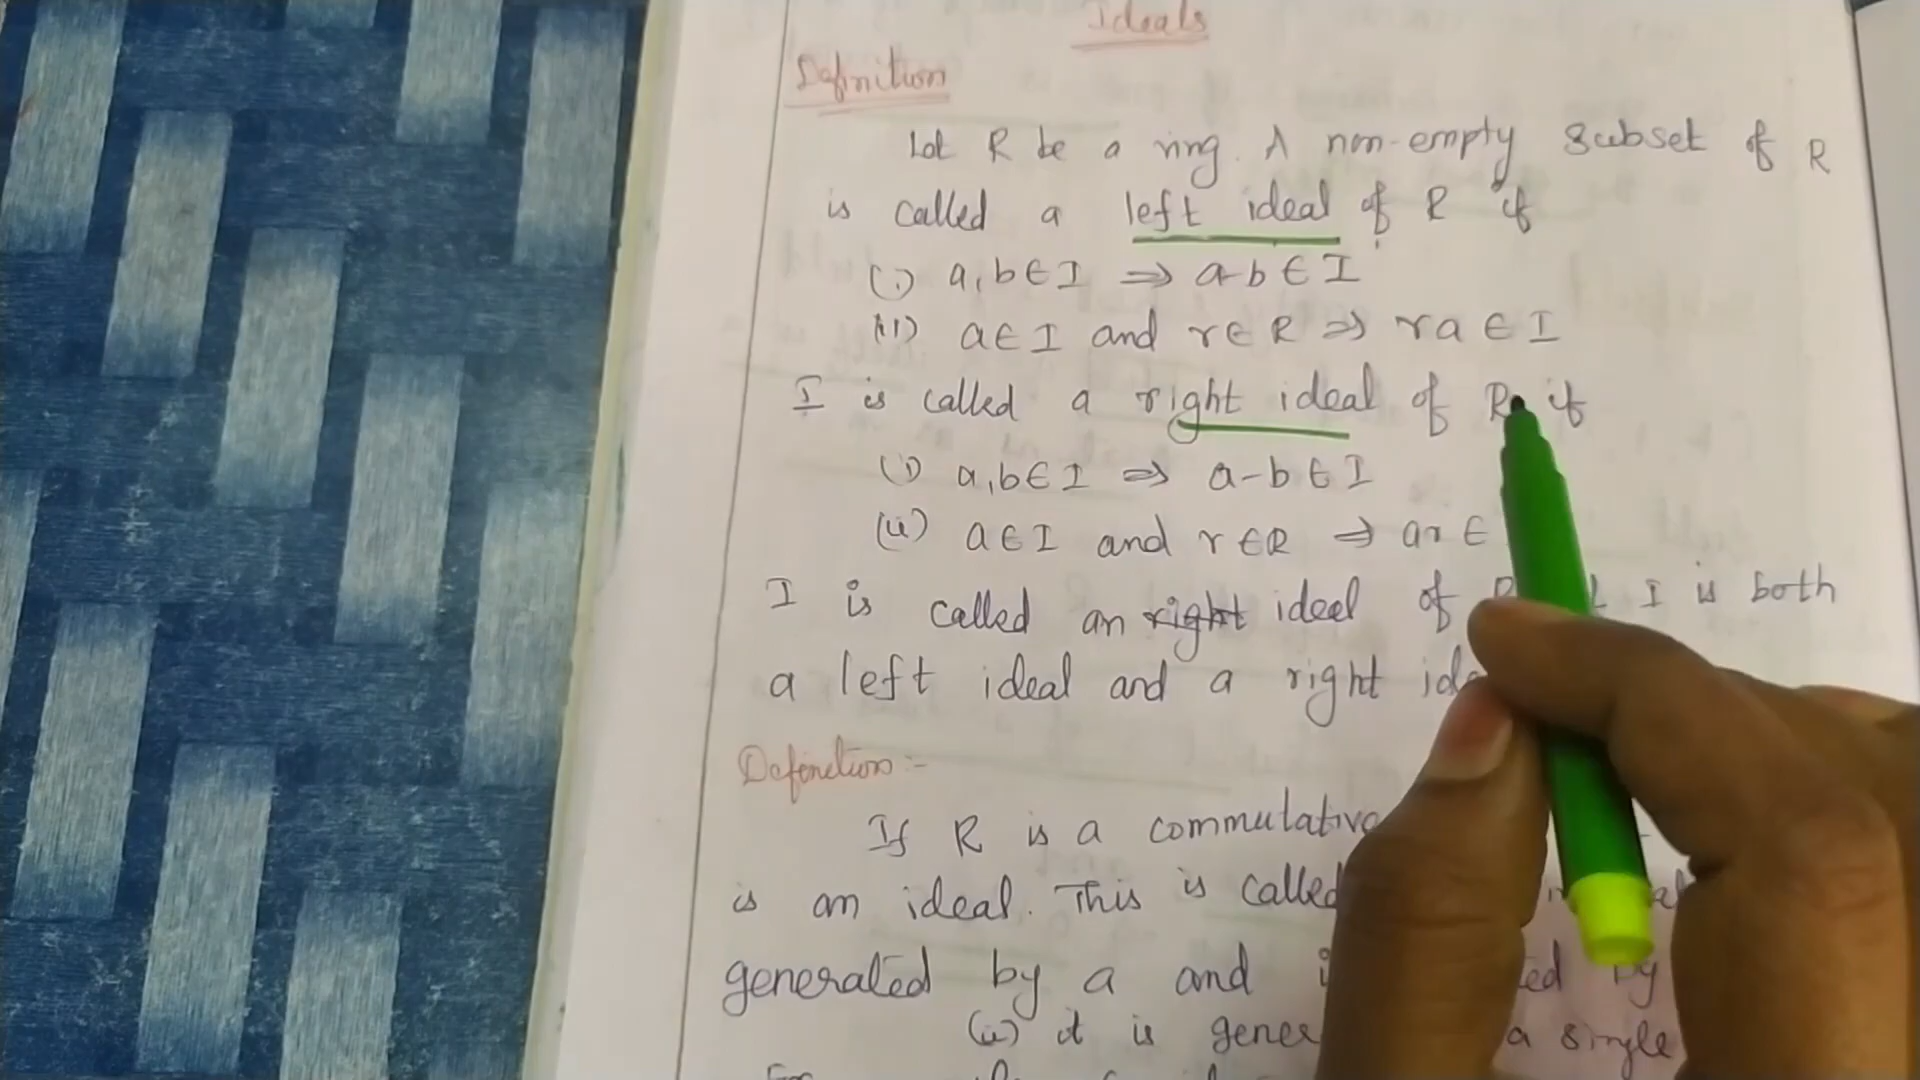 Ideals
Definition
Let R be a ring. A non-empty subset of R
is called a left ideal of R if
(i) a,b∈I ⇒ a-b∈I
(ii) a∈I and r∈R ⇒ ra∈I
I is called a right ideal of R if
(i) a,b∈I ⇒ a-b∈I
(ii) a∈I and r∈R ⇒ ar∈
I is called an right ideal of I is both
a left ideal and a right
Definition :-
If R is a commutative
is an ideal. This is called
generated by a and by
(ii) it is a single